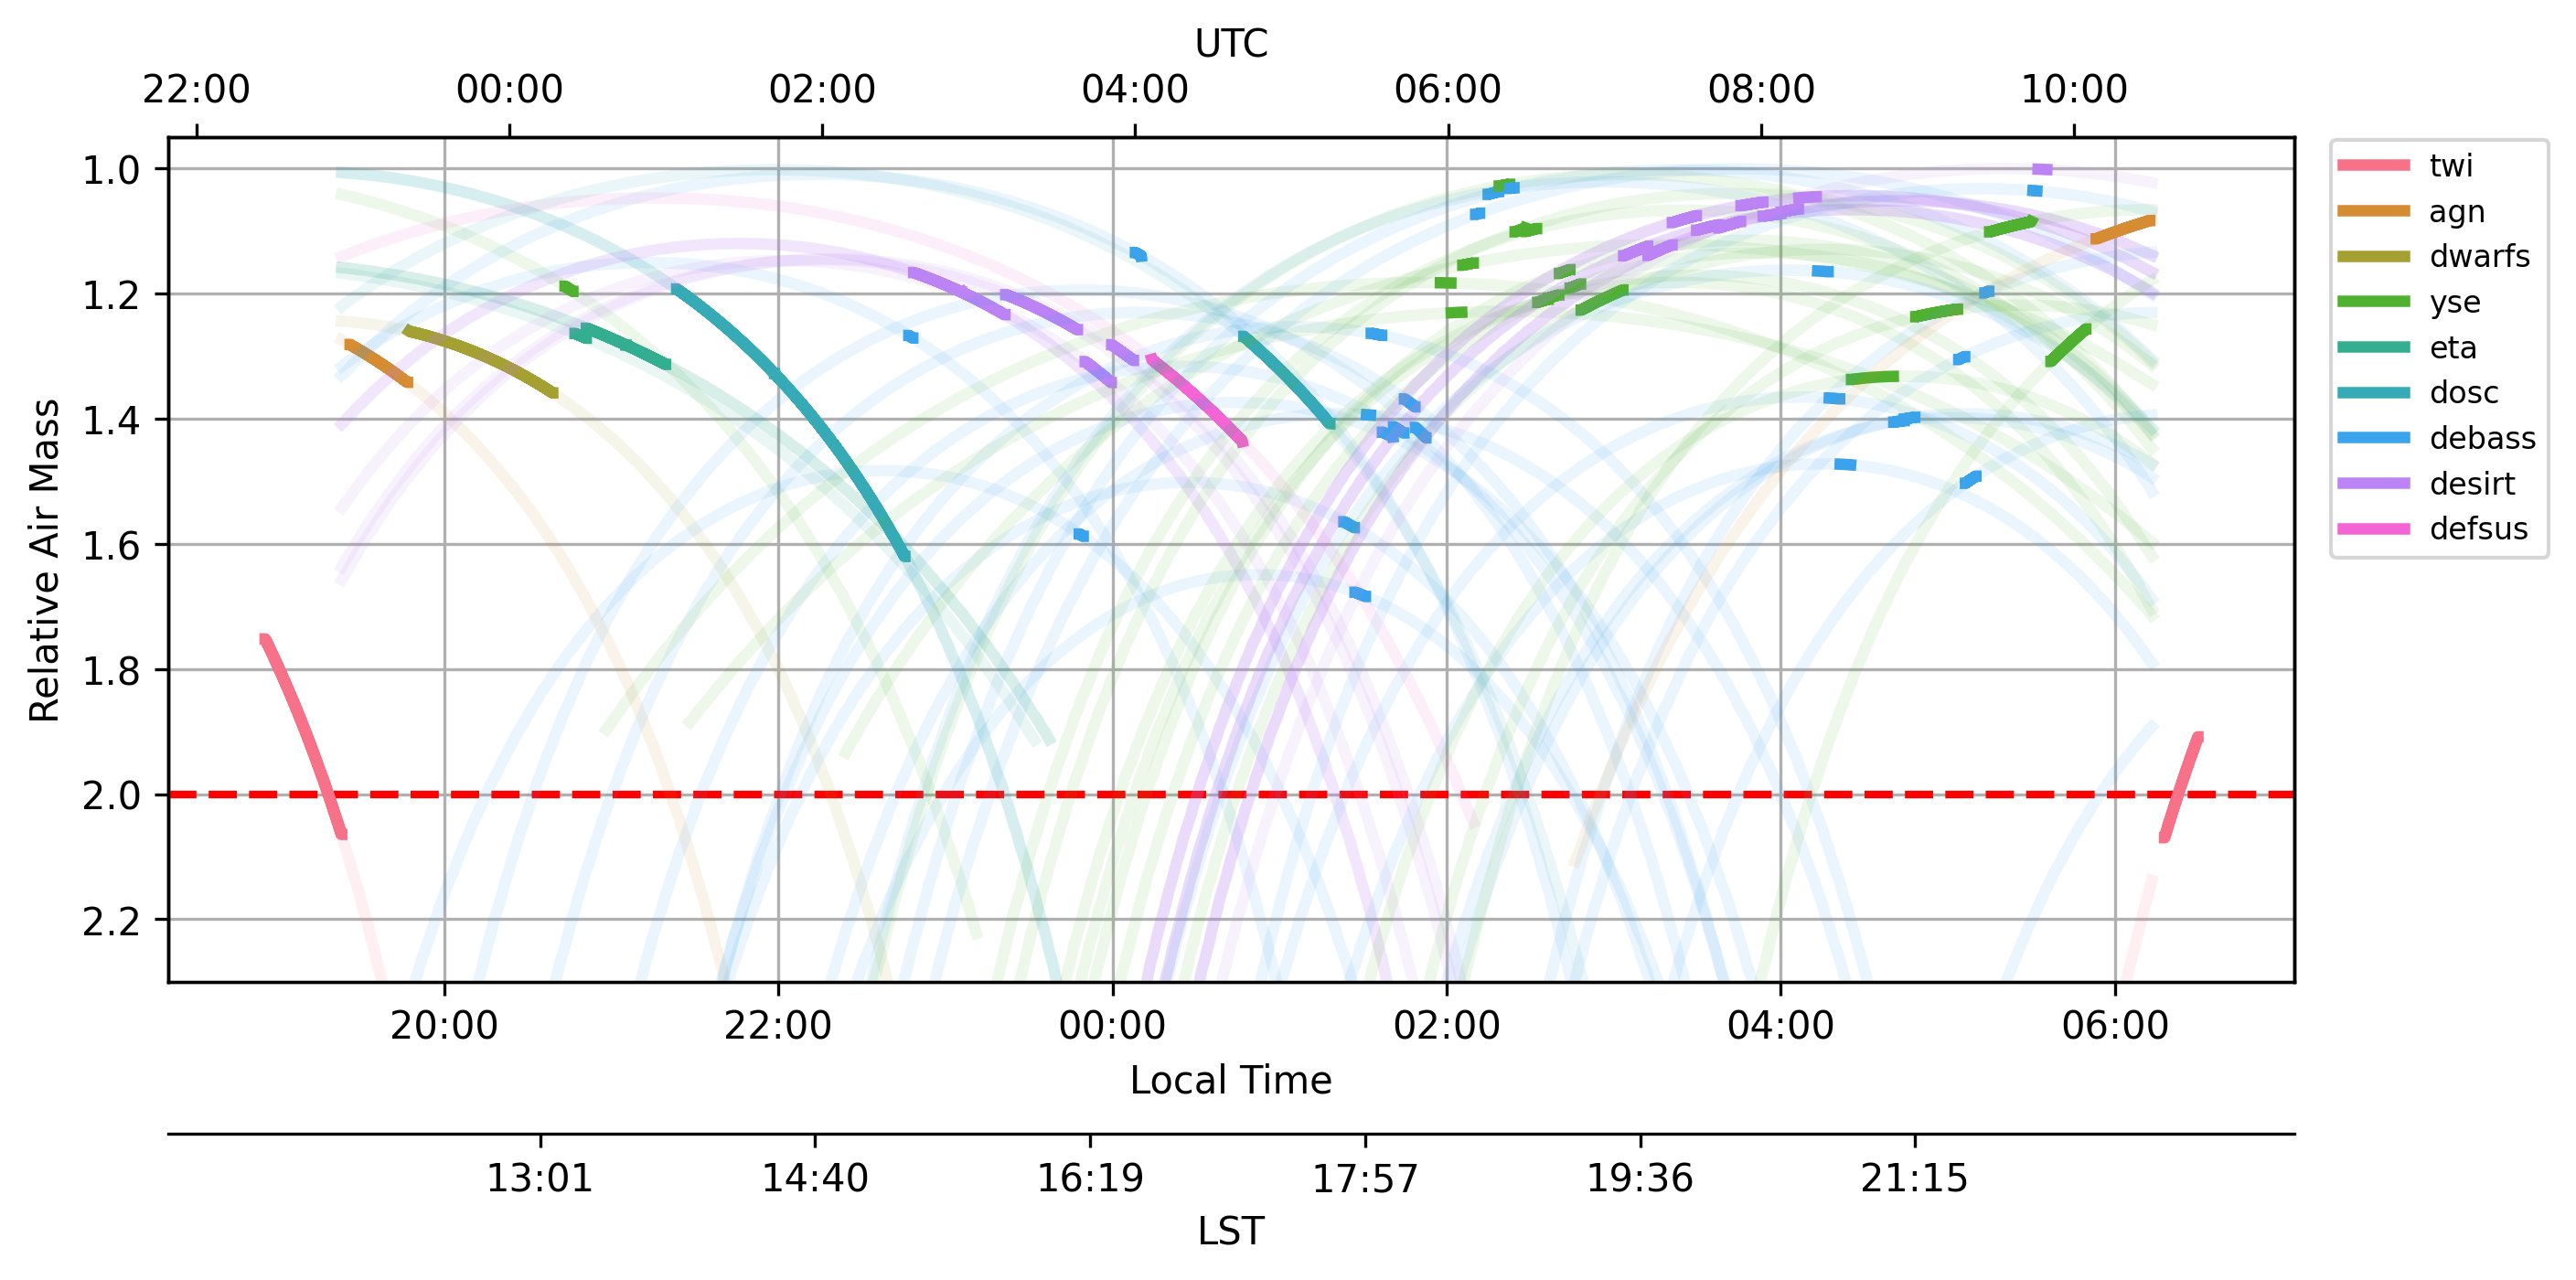 UTC
22:00 00:00 02:00 04:00 06:00 08:00 10:00
Relative Air Mass
1.0
1.2
1.4
1.6
1.8
2.0
2.2
twi
agn
dwarfs
yse
eta
dosc
debass
desirt
defsus
20:00 22:00 00:00 02:00 04:00 06:00
Local Time
13:01 14:40 16:19 17:57 19:36 21:15
LST